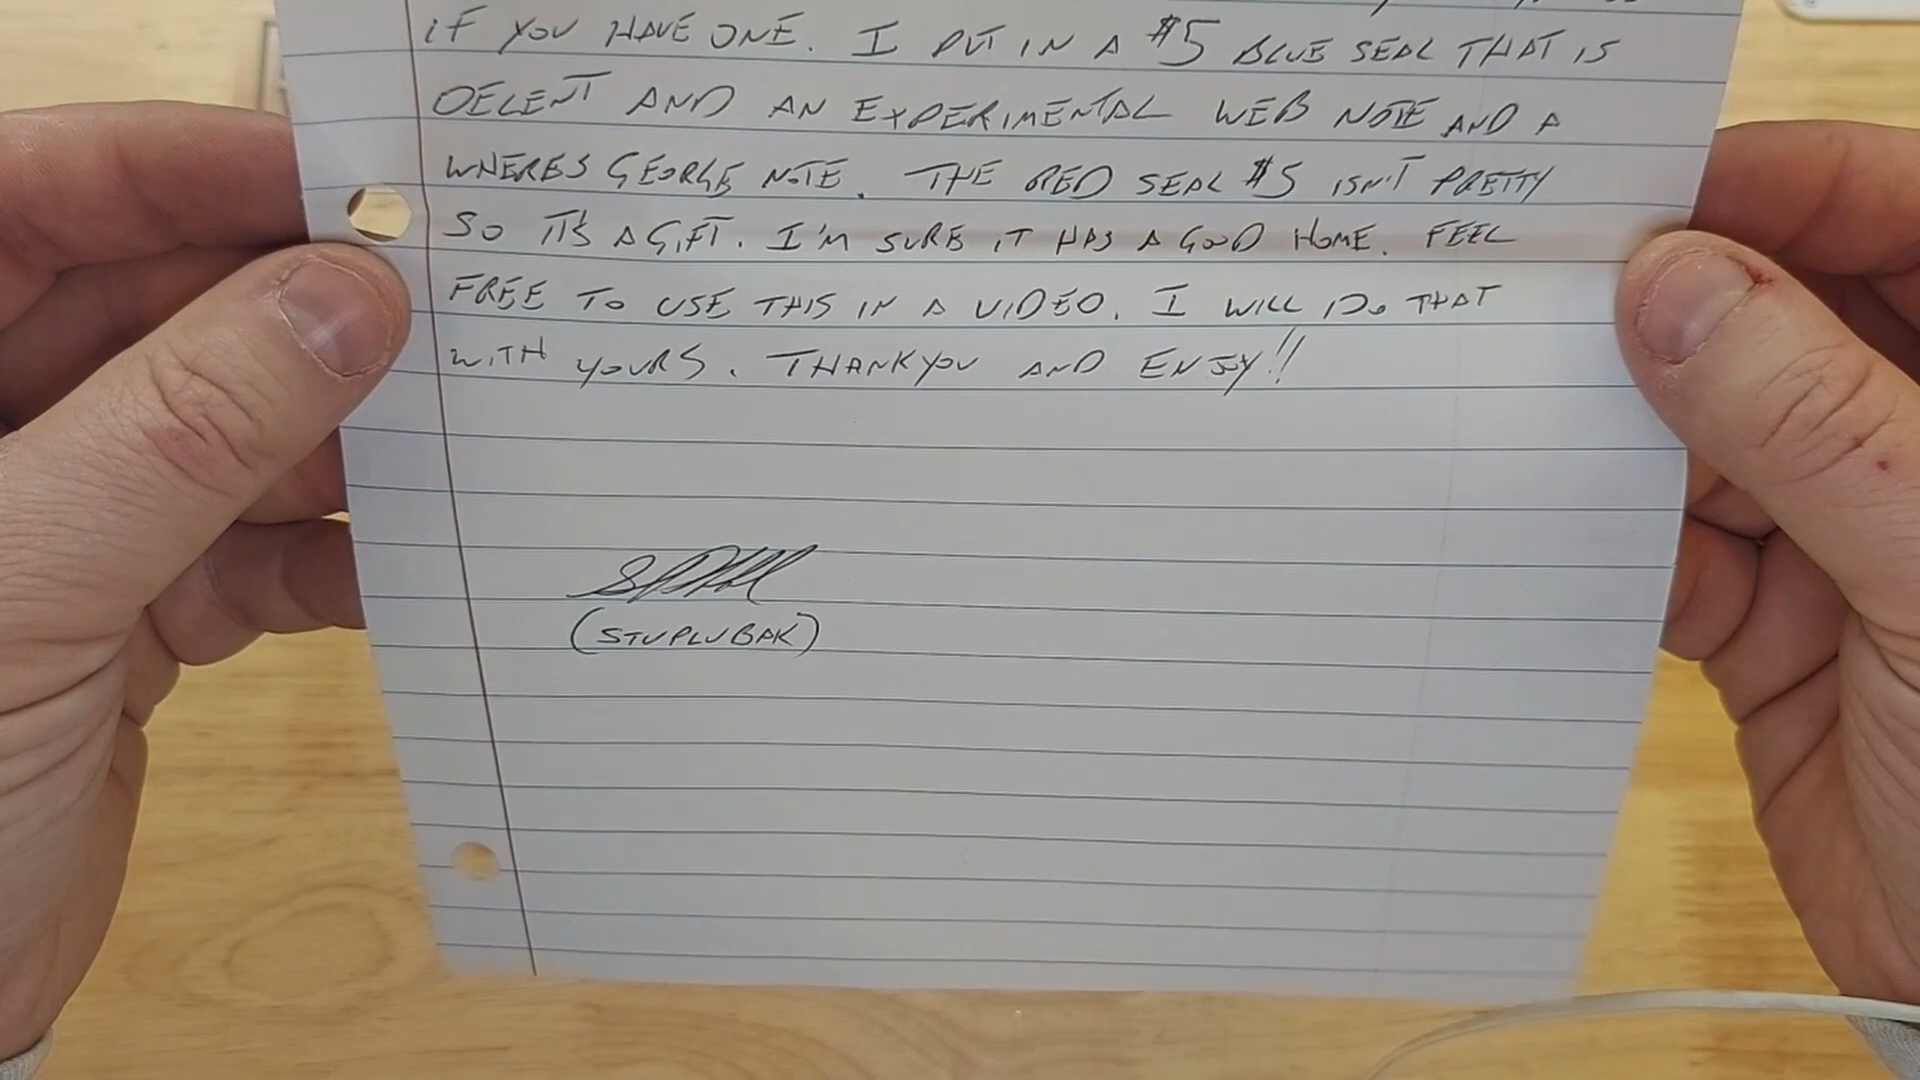 IF YOU HAVE ONE. I PUT IN A $5 BLUE SEAL THAT IS
DECENT AND AN EXPERIMENTAL WEB NOTE AND A
WHERES GEORGE NOTE. THE RED SEAL $5 ISN'T PRETTY
SO IT'S A GIFT. I'M SURE IT HAS A GOOD HOME. FEEL
FREE TO USE THIS IN A VIDEO. I WILL DO THAT
WITH YOURS. THANKYOU AND ENJOY!!
(STUPLUBAK)